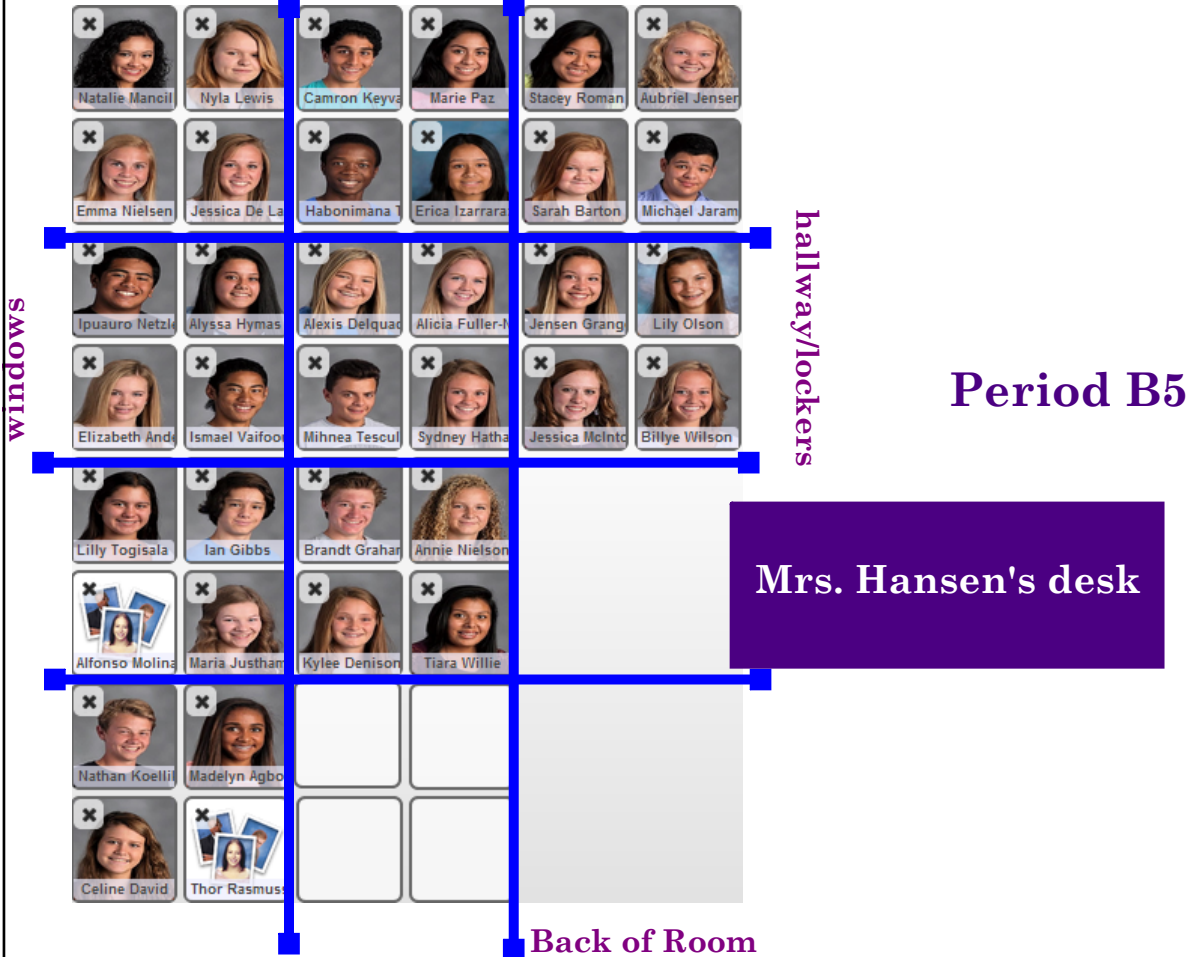 Natalie Mancil
Nyla Lewis
Camron Keyva
Marie Paz
Stacey Roman
Aubriel Jenser
Emma Nielsen
Jessica De La
Habonimana T
Erica Izarrara
Sarah Barton
Michael Jaram
Ipuauro Netzle
Alyssa Hymas
Alexis Delquad
Alicia Fuller-N
Jensen Grang
Lily Olson
Elizabeth Ande
Ismael Vaifoo
Mihnea Tescul
Sydney Hatha
Jessica McInto
Billye Wilson
Lilly Togisala
Ian Gibbs
Brandt Grahar
Annie Nielson
Alfonso Molina
Maria Justham
Kylee Denison
Tiara Willie
Nathan Koellil
Madelyn Agbo
Celine David
Thor Rasmuss
windows
hallway/lockers
Period B5
Mrs. Hansen's desk
Back of Room